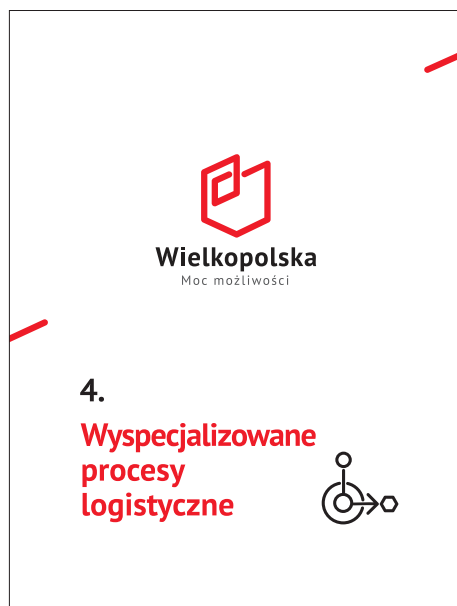 Wielkopolska
Moc możliwości
4.
Wyspecjalizowane
procesy
logistyczne